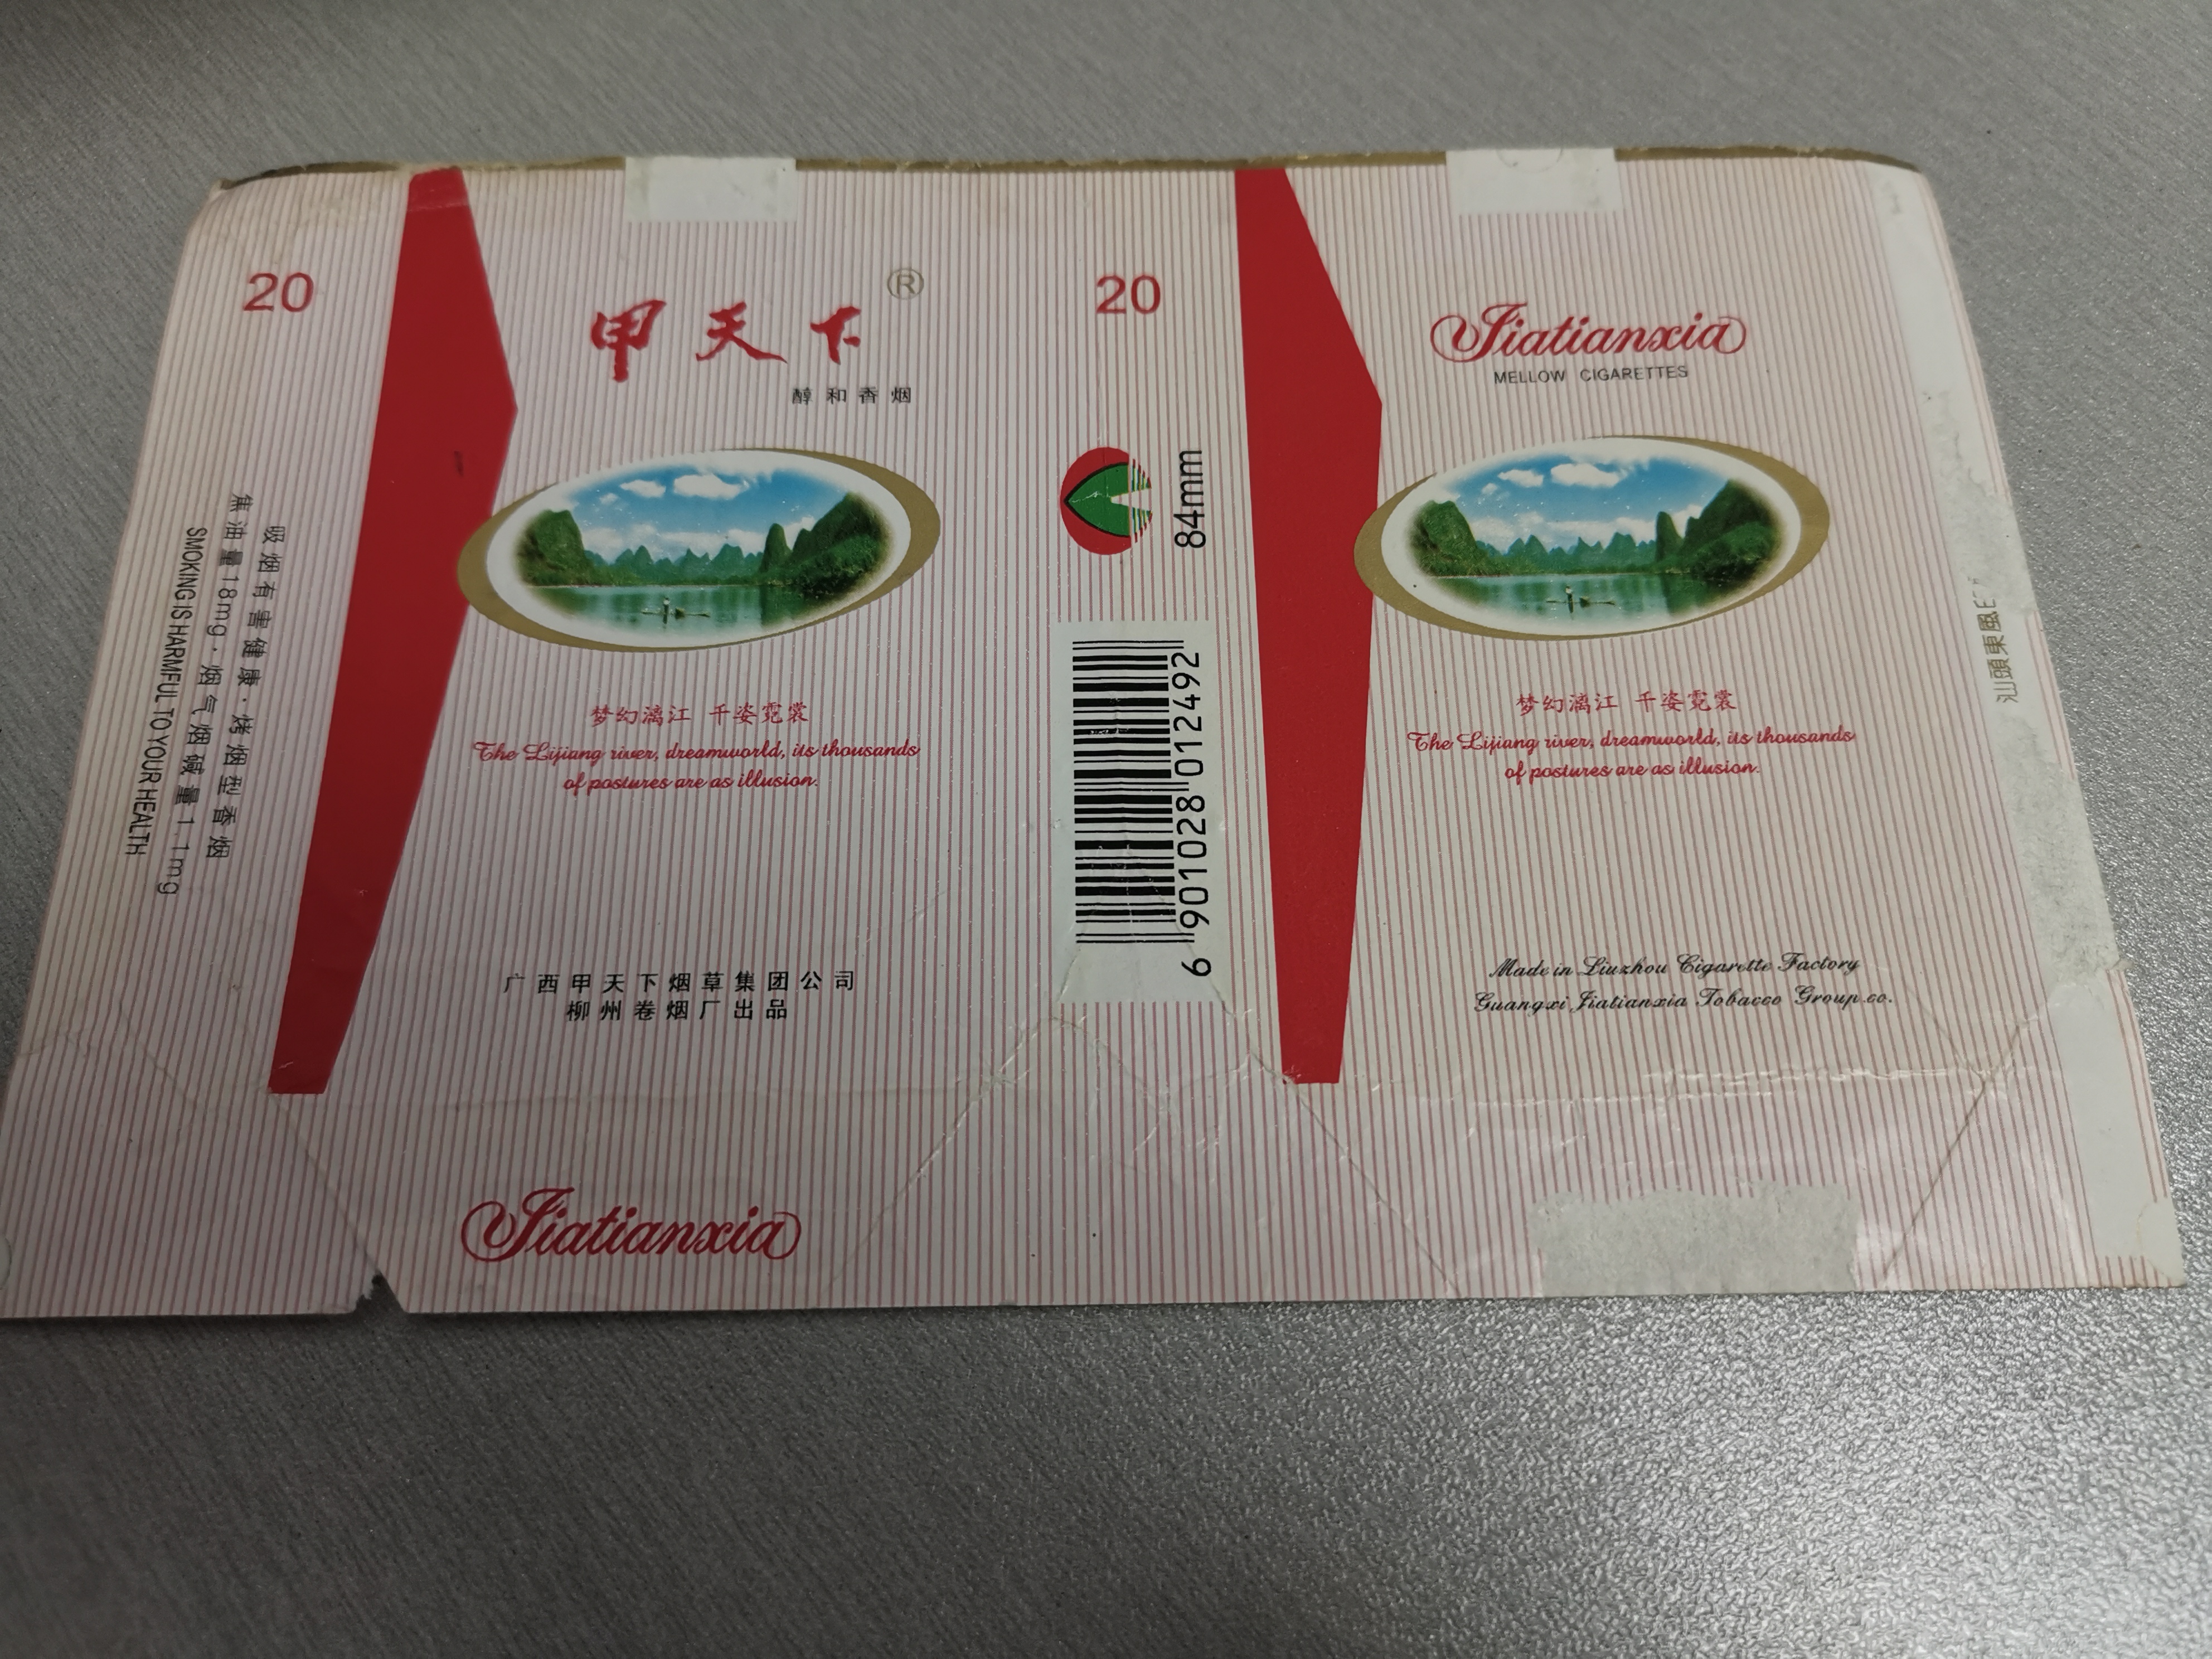 20
吸烟有害健康·烤烟型香烟
焦油量18mg·烟气烟碱量1.1mg
SMOKING IS HARMFUL TO YOUR HEALTH
甲天下®
醇和香烟
梦幻漓江 千姿霓裳
The Lijiang river, dreamworld, its thousands
of postures are as illusion.
广西甲天下烟草集团公司
柳州卷烟厂出品
Jiatianxia
20
84mm
6 901028 012492
Jiatianxia
MELLOW CIGARETTES
梦幻漓江 千姿霓裳
The Lijiang river, dreamworld, its thousands
of postures are as illusion.
Made in Liuzhou Cigarette Factory
Guangxi Jiatianxia Tobacco Group co.
汕頭東風